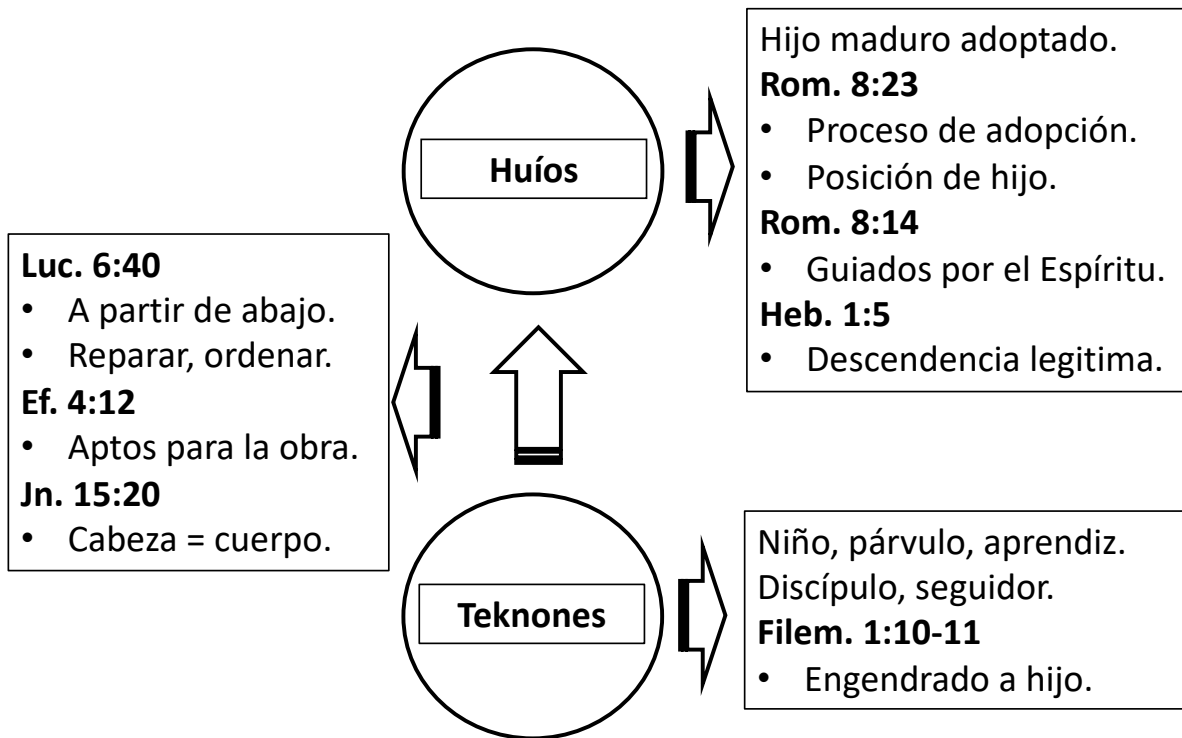 Huíos
Hijo maduro adoptado.
Rom. 8:23
• Proceso de adopción.
• Posición de hijo.
Rom. 8:14
• Guiados por el Espíritu.
Heb. 1:5
• Descendencia legitima.
Luc. 6:40
• A partir de abajo.
• Reparar, ordenar.
Ef. 4:12
• Aptos para la obra.
Jn. 15:20
• Cabeza = cuerpo.
Teknones
Niño, párvulo, aprendiz.
Discípulo, seguidor.
Filem. 1:10-11
• Engendrado a hijo.